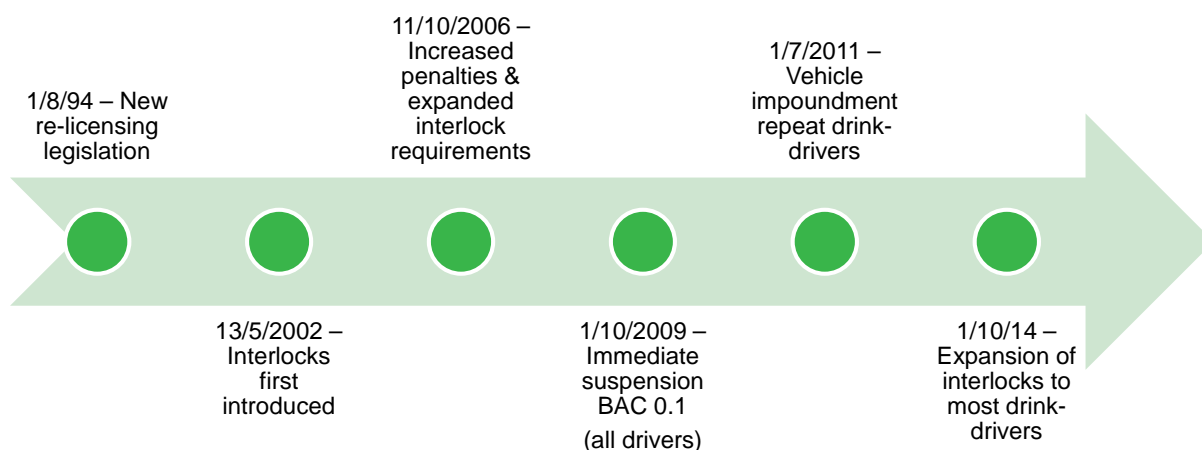 1/8/94 – New
re-licensing
legislation
13/5/2002 –
Interlocks
first
introduced
11/10/2006 –
Increased
penalties &
expanded
interlock
requirements
1/10/2009 –
Immediate
suspension
BAC 0.1
(all drivers)
1/7/2011 –
Vehicle
impoundment
repeat drink-
drivers
1/10/14 –
Expansion of
interlocks to
most drink-
drivers